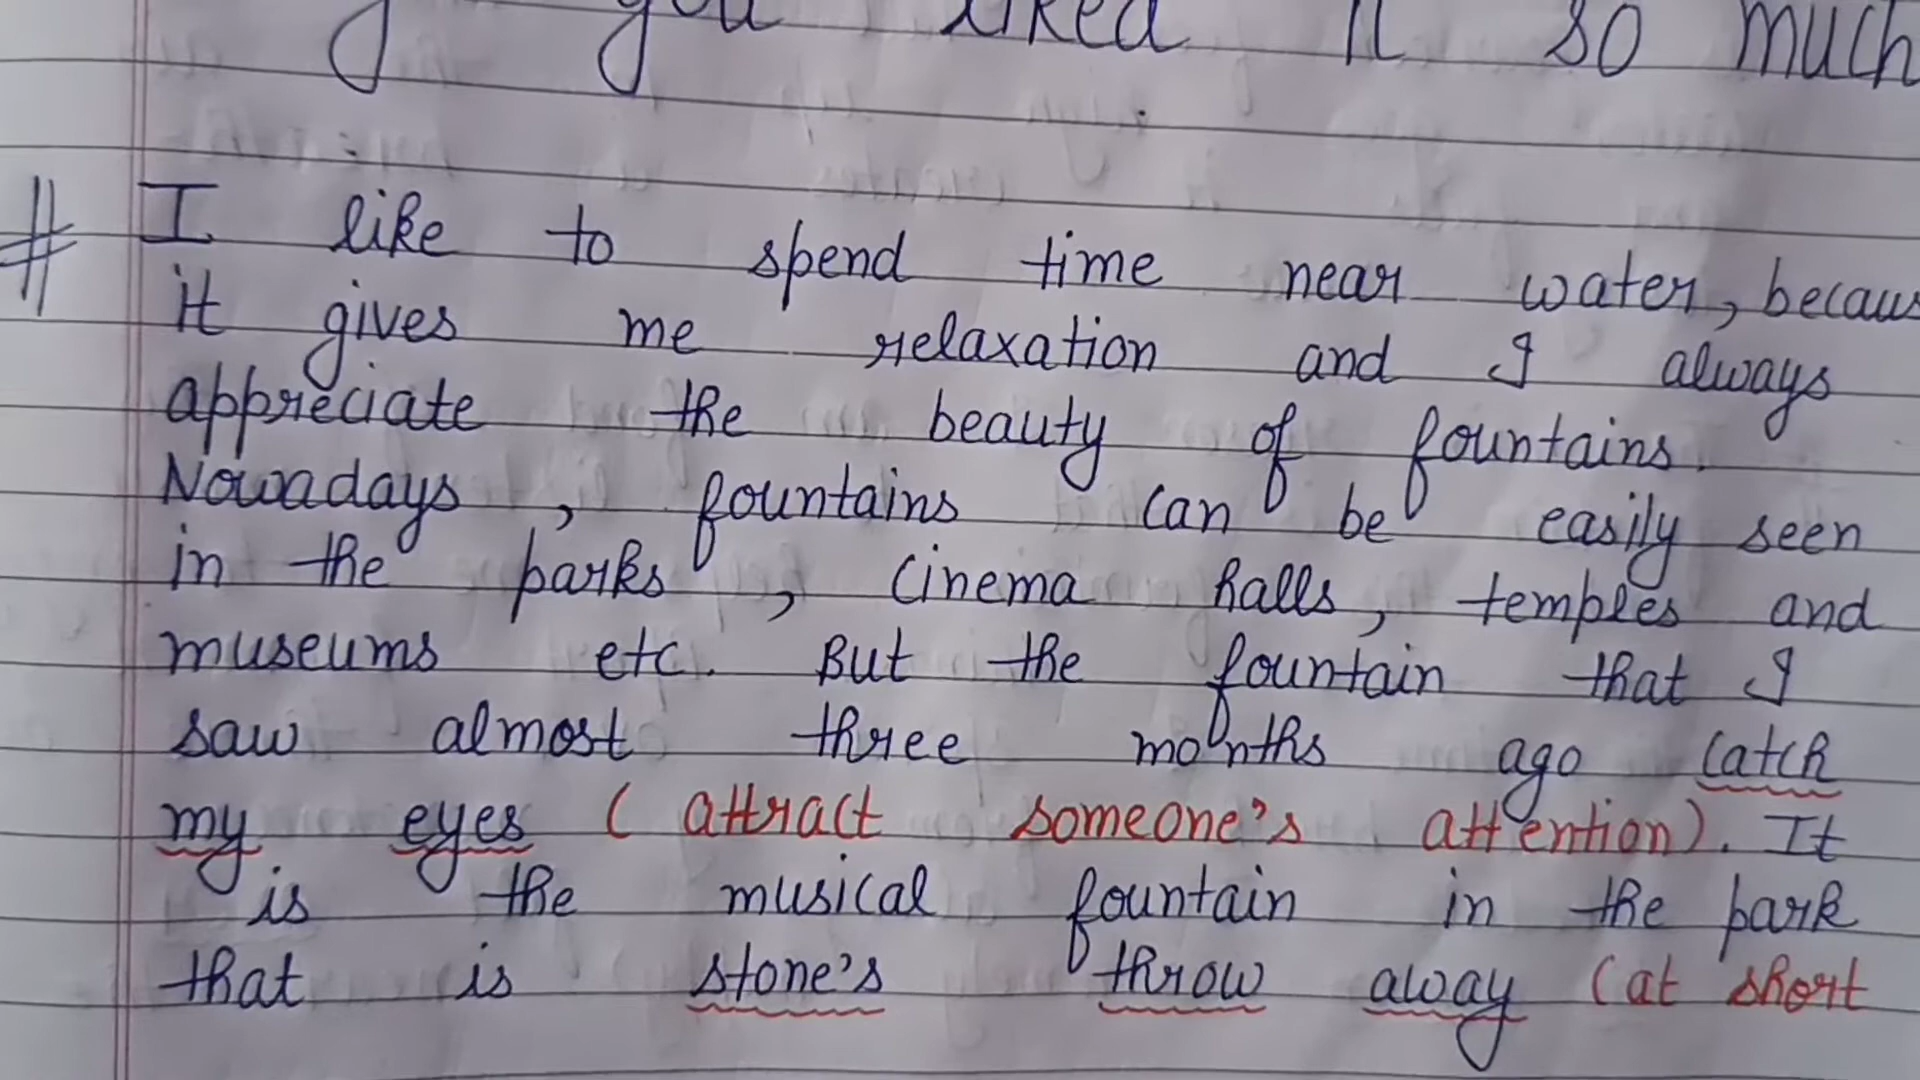 you liked it so much
# I like to spend time near water, becaus
it gives me relaxation and I always
appreciate the beauty of fountains.
Nowadays, fountains can be easily seen
in the parks, cinema halls, temples and
museums etc. But the fountain that I
saw almost three months ago catch
my eyes (attract someone's attention). It
is the musical fountain in the park
that is stone's throw away (at short